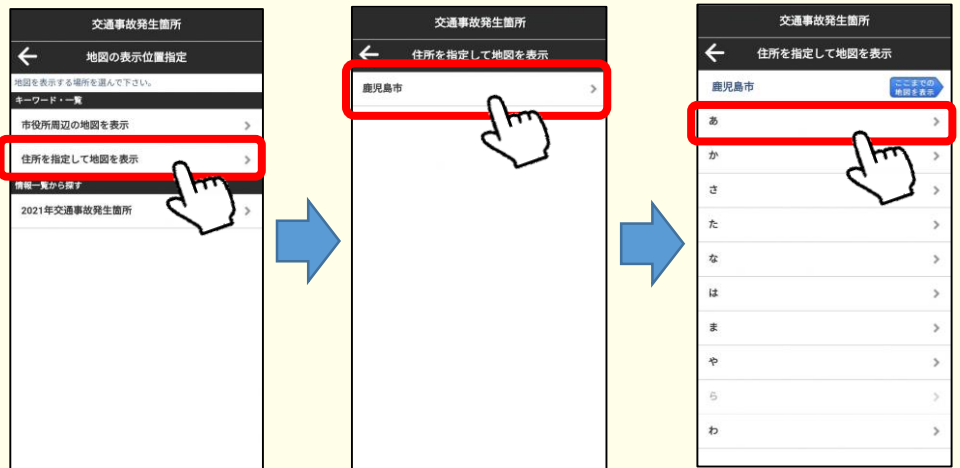 交通事故発生箇所
地図の表示位置指定
地図を表示する場所を選んで下さい。
キーワード・一覧
市役所周辺の地図を表示
住所を指定して地図を表示
情報一覧から探す
2021年交通事故発生箇所
交通事故発生箇所
住所を指定して地図を表示
鹿児島市
交通事故発生箇所
住所を指定して地図を表示
鹿児島市
ここまでの
地図を表示
あ
か
さ
た
な
は
ま
や
ら
わ